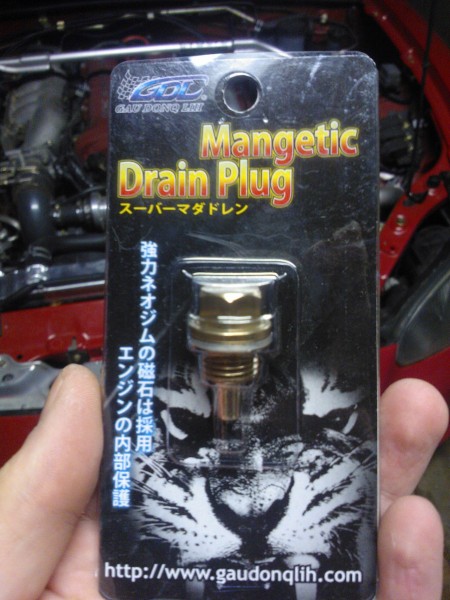 GDL
GAU DONQ LIH
Mangetic
Drain Plug
スーパーマダドレン
強力ネオジムの磁石は採用
エンジンの内部保護
http://www.gaudonqlih.com